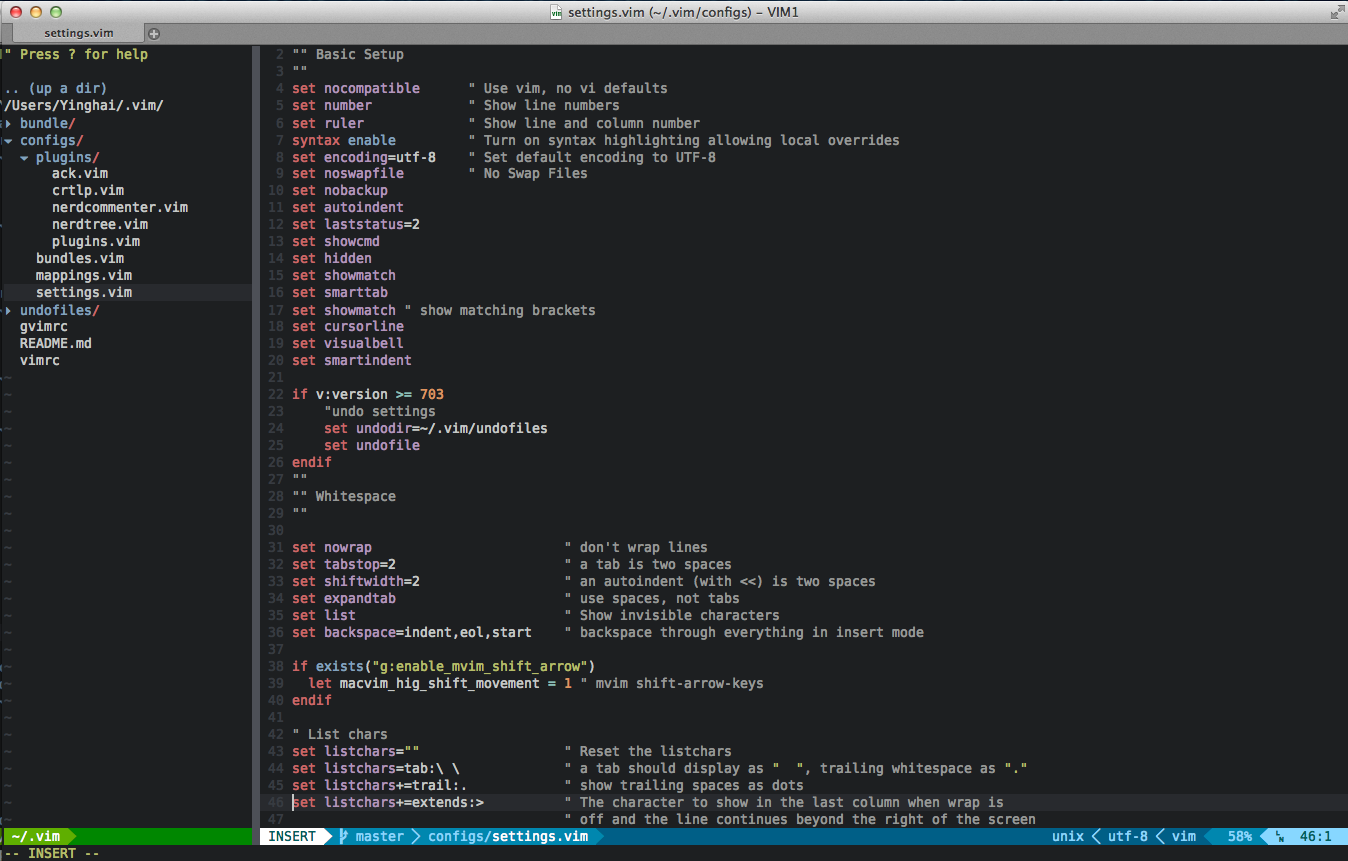 settings.vim (~/.vim/configs) – VIM1
settings.vim
" Press ? for help
.. (up a dir)
/Users/Yinghai/.vim/
▸ bundle/
▾ configs/
▾ plugins/
ack.vim
crtlp.vim
nerdcommenter.vim
nerdtree.vim
plugins.vim
bundles.vim
mappings.vim
settings.vim
▸ undofiles/
gvimrc
README.md
vimrc
2 "" Basic Setup
3 ""
4 set nocompatible      " Use vim, no vi defaults
5 set number            " Show line numbers
6 set ruler             " Show line and column number
7 syntax enable         " Turn on syntax highlighting allowing local overrides
8 set encoding=utf-8    " Set default encoding to UTF-8
9 set noswapfile        " No Swap Files
10 set nobackup
11 set autoindent
12 set laststatus=2
13 set showcmd
14 set hidden
15 set showmatch
16 set smarttab
17 set showmatch " show matching brackets
18 set cursorline
19 set visualbell
20 set smartindent
21
22 if v:version >= 703
23     "undo settings
24     set undodir=~/.vim/undofiles
25     set undofile
26 endif
27 ""
28 "" Whitespace
29 ""
30
31 set nowrap                        " don't wrap lines
32 set tabstop=2                     " a tab is two spaces
33 set shiftwidth=2                  " an autoindent (with <<) is two spaces
34 set expandtab                     " use spaces, not tabs
35 set list                          " Show invisible characters
36 set backspace=indent,eol,start    " backspace through everything in insert mode
37
38 if exists("g:enable_mvim_shift_arrow")
39   let macvim_hig_shift_movement = 1 " mvim shift-arrow-keys
40 endif
41
42 " List chars
43 set listchars=""                  " Reset the listchars
44 set listchars=tab:\ \             " a tab should display as "  ", trailing whitespace as "."
45 set listchars+=trail:.            " show trailing spaces as dots
46 set listchars+=extends:>          " The character to show in the last column when wrap is
47                                   " off and the line continues beyond the right of the screen
~/.vim
INSERT master configs/settings.vim unix utf-8 vim 58% 46:1
-- INSERT --